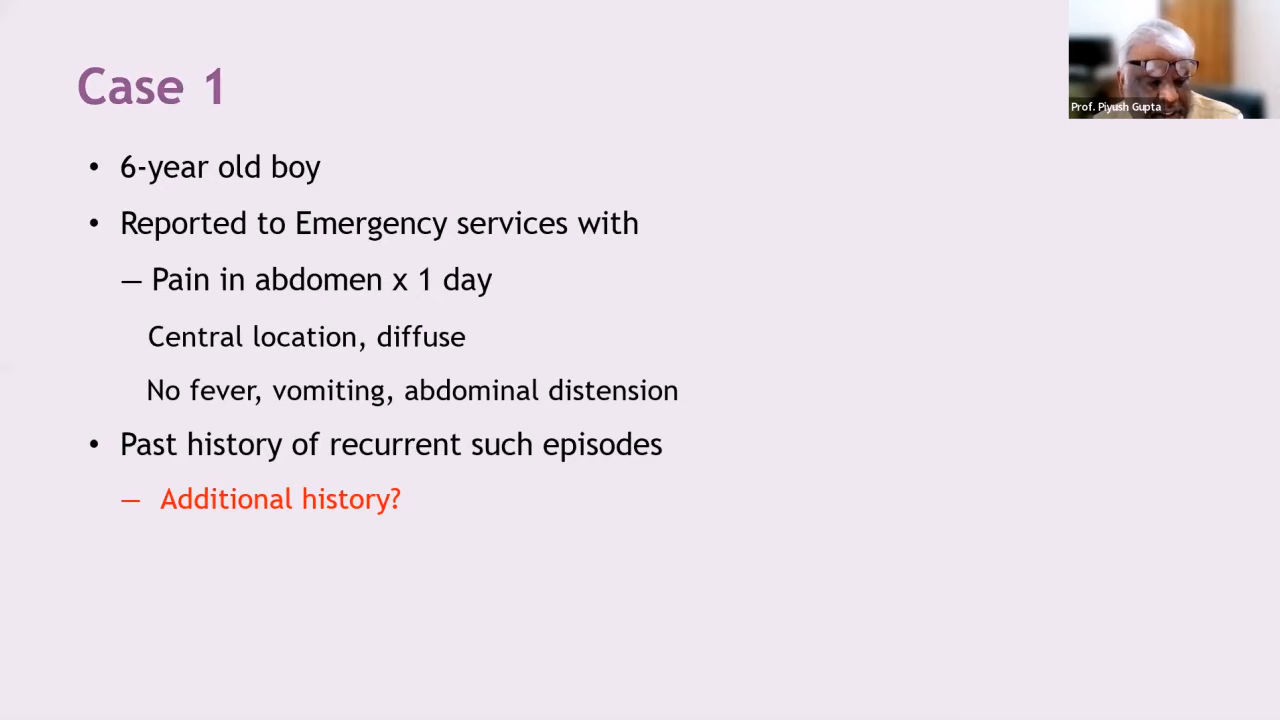 Case 1
Prof. Piyush Gupta
• 6-year old boy
• Reported to Emergency services with
— Pain in abdomen x 1 day
Central location, diffuse
No fever, vomiting, abdominal distension
• Past history of recurrent such episodes
— Additional history?